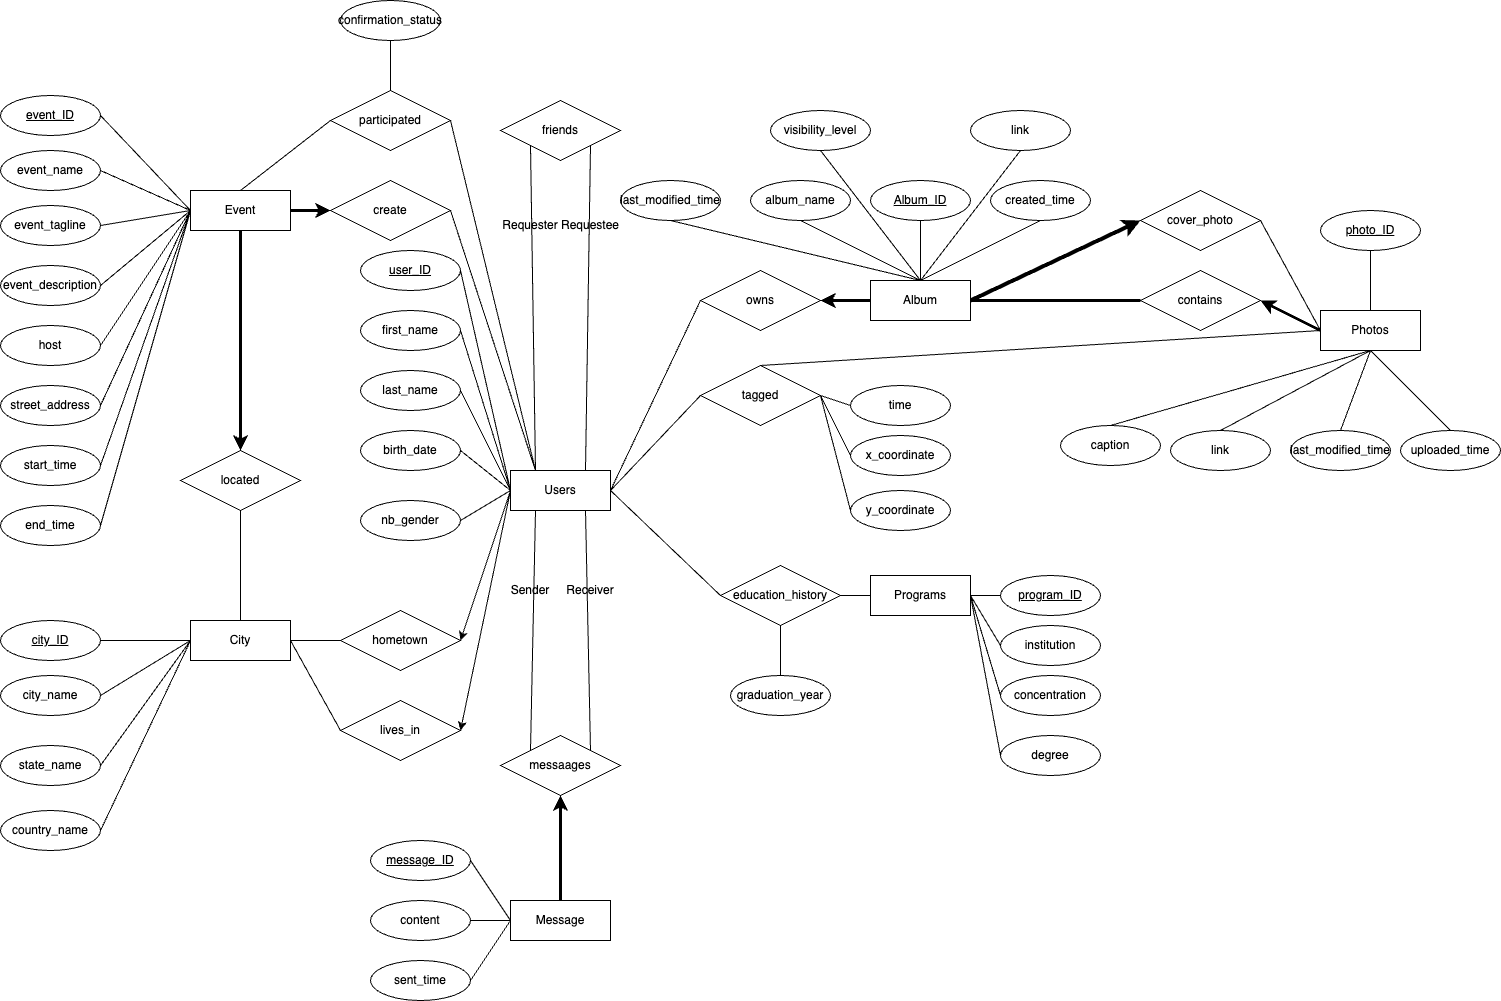 confirmation_status
event_ID
participated
friends
visibility_level
link
event_name
last_modified_time
album_name
Album_ID
created_time
Event
create
cover_photo
event_tagline
Requester
Requestee
photo_ID
user_ID
event_description
owns
Album
contains
host
first_name
Photos
street_address
last_name
tagged
time
start_time
birth_date
x_coordinate
caption
link
last_modified_time
uploaded_time
located
Users
end_time
nb_gender
y_coordinate
Sender
Receiver
education_history
Programs
program_ID
city_ID
City
hometown
institution
city_name
graduation_year
concentration
state_name
lives_in
messaages
degree
country_name
message_ID
content
Message
sent_time